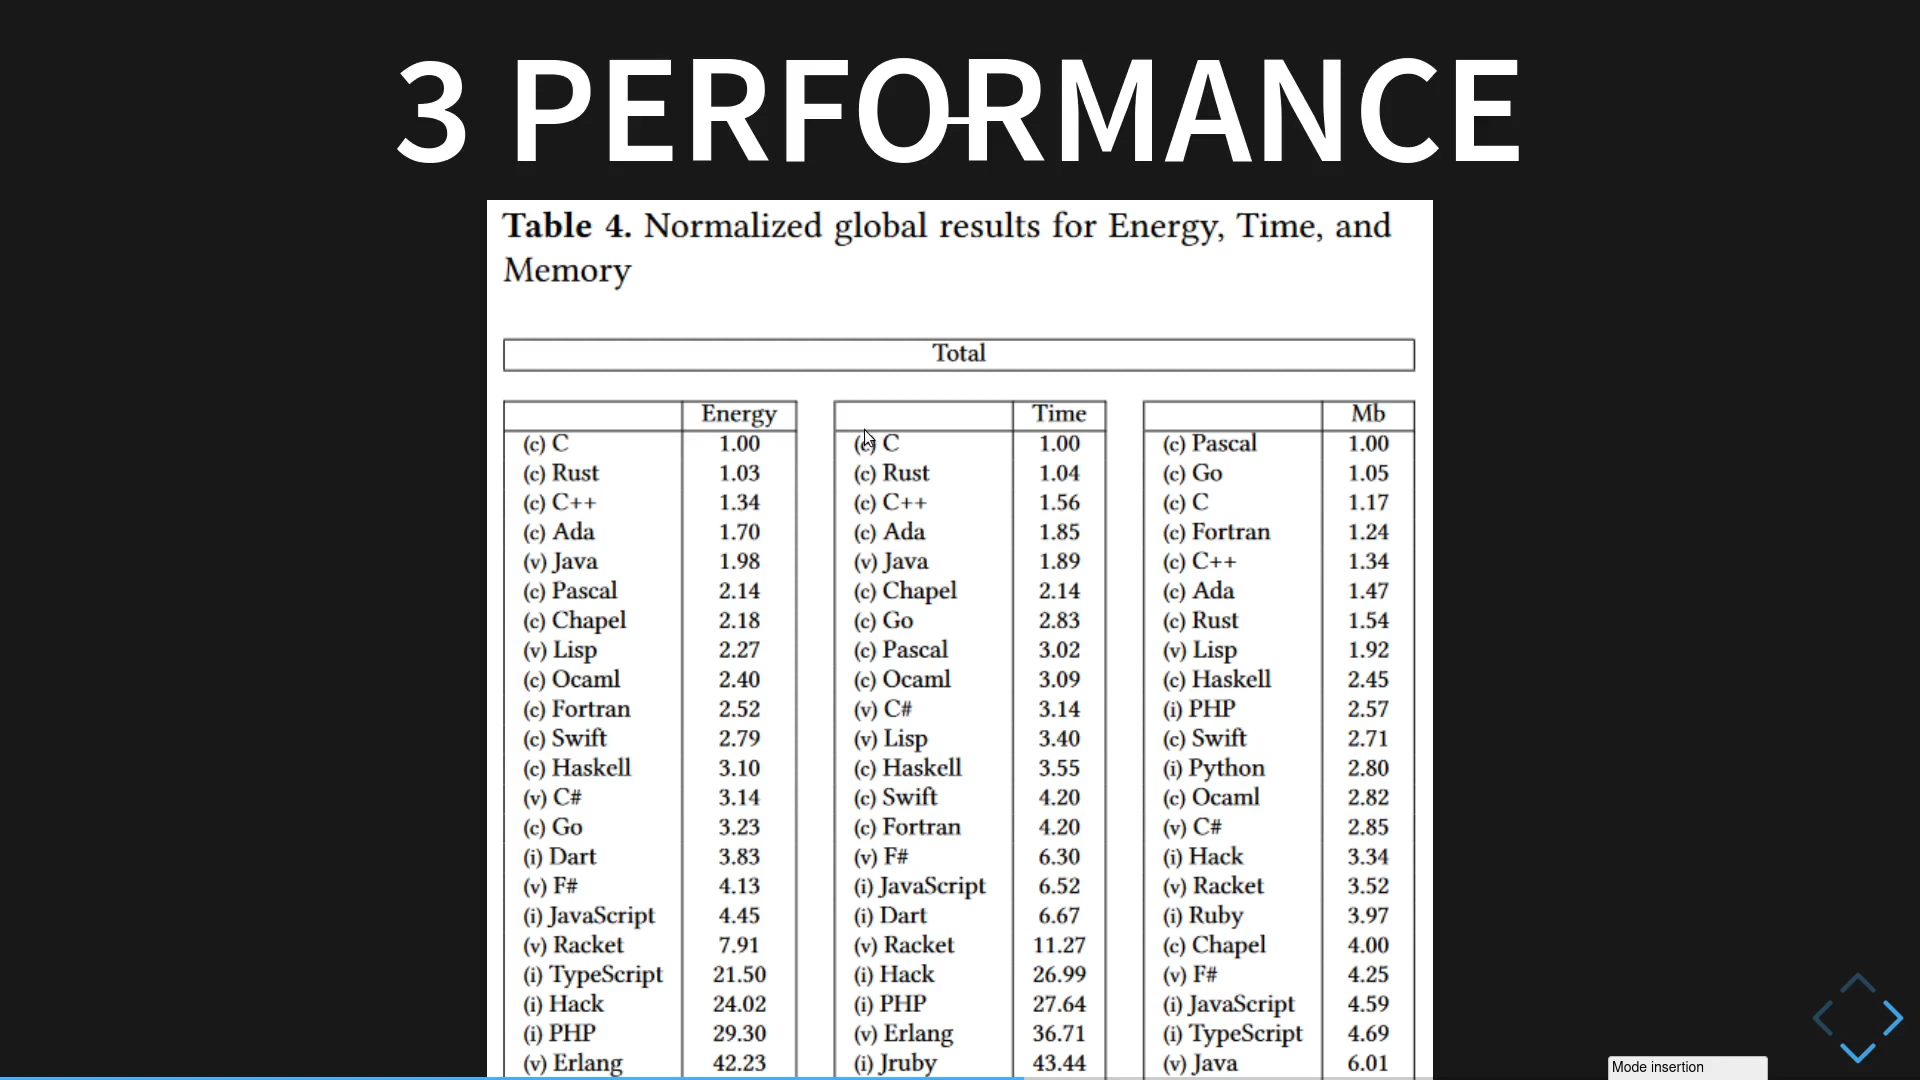 3 PERFORMANCE
Table 4. Normalized global results for Energy, Time, and
Memory
Total
Energy
(c) C 1.00
(c) Rust 1.03
(c) C++ 1.34
(c) Ada 1.70
(v) Java 1.98
(c) Pascal 2.14
(c) Chapel 2.18
(v) Lisp 2.27
(c) Ocaml 2.40
(c) Fortran 2.52
(c) Swift 2.79
(c) Haskell 3.10
(v) C# 3.14
(c) Go 3.23
(i) Dart 3.83
(v) F# 4.13
(i) JavaScript 4.45
(v) Racket 7.91
(i) TypeScript 21.50
(i) Hack 24.02
(i) PHP 29.30
(v) Erlang 42.23
Time
(c) C 1.00
(c) Rust 1.04
(c) C++ 1.56
(c) Ada 1.85
(v) Java 1.89
(c) Chapel 2.14
(c) Go 2.83
(c) Pascal 3.02
(c) Ocaml 3.09
(v) C# 3.14
(v) Lisp 3.40
(c) Haskell 3.55
(c) Swift 4.20
(c) Fortran 4.20
(v) F# 6.30
(i) JavaScript 6.52
(i) Dart 6.67
(v) Racket 11.27
(i) Hack 26.99
(i) PHP 27.64
(v) Erlang 36.71
(i) Jruby 43.44
Mb
(c) Pascal 1.00
(c) Go 1.05
(c) C 1.17
(c) Fortran 1.24
(c) C++ 1.34
(c) Ada 1.47
(c) Rust 1.54
(v) Lisp 1.92
(c) Haskell 2.45
(i) PHP 2.57
(c) Swift 2.71
(i) Python 2.80
(c) Ocaml 2.82
(v) C# 2.85
(i) Hack 3.34
(v) Racket 3.52
(i) Ruby 3.97
(c) Chapel 4.00
(v) F# 4.25
(i) JavaScript 4.59
(i) TypeScript 4.69
(v) Java 6.01
Mode insertion